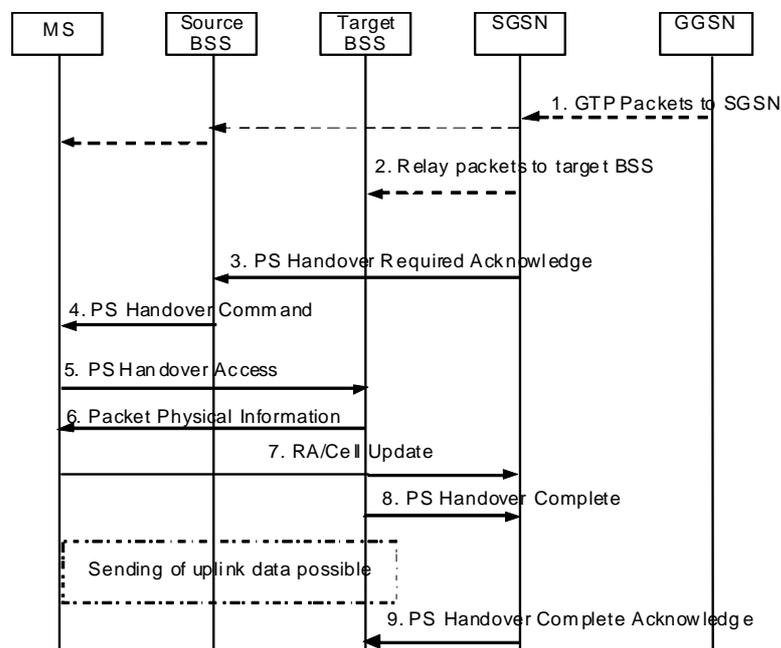 MS
Source
BSS
Target
BSS
SGSN
GGSN
1. GTP Packets to SGSN
2. Relay packets to target BSS
3. PS Handover Required Acknowledge
4. PS Handover Command
5. PS Handover Access
6. Packet Physical Information
7. RA/Cell Update
8. PS Handover Complete
Sending of uplink data possible
9. PS Handover Complete Acknowledge